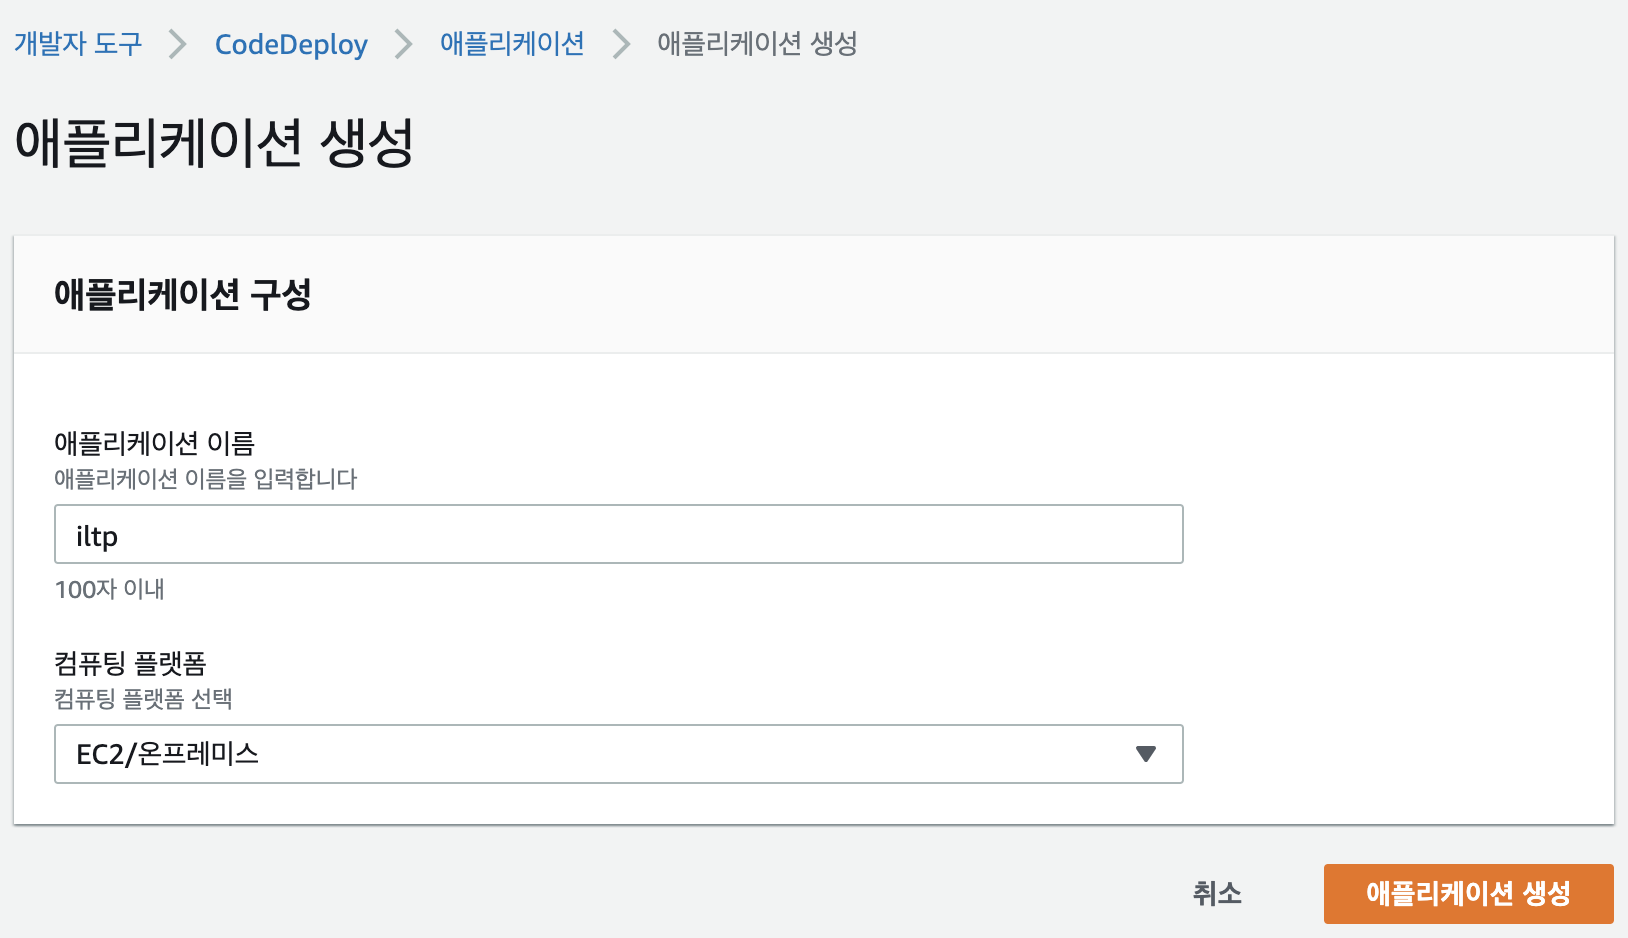 개발자 도구 > CodeDeploy > 애플리케이션 > 애플리케이션 생성
애플리케이션 생성
애플리케이션 구성
애플리케이션 이름
애플리케이션 이름을 입력합니다
iltp
100자 이내
컴퓨팅 플랫폼
컴퓨팅 플랫폼 선택
EC2/온프레미스
취소 애플리케이션 생성